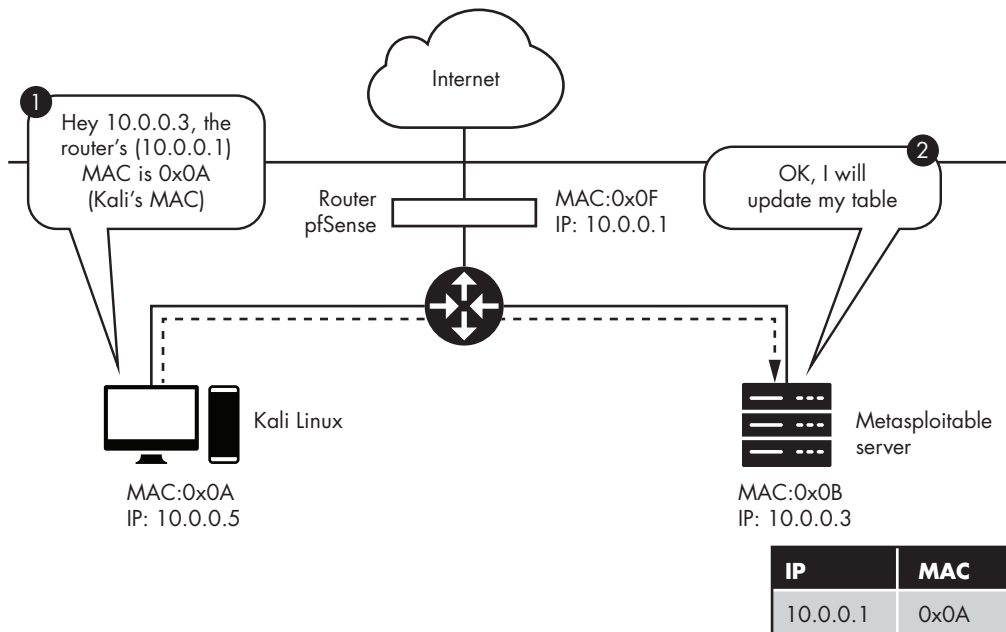 Internet
1
Hey 10.0.0.3, the
router's (10.0.0.1)
MAC is 0x0A
(Kali's MAC)
2
OK, I will
update my table
Router
pfSense
MAC:0x0F
IP: 10.0.0.1
Kali Linux
MAC:0x0A
IP: 10.0.0.5
Metasploitable
server
MAC:0x0B
IP: 10.0.0.3
IP MAC
10.0.0.1 0x0A